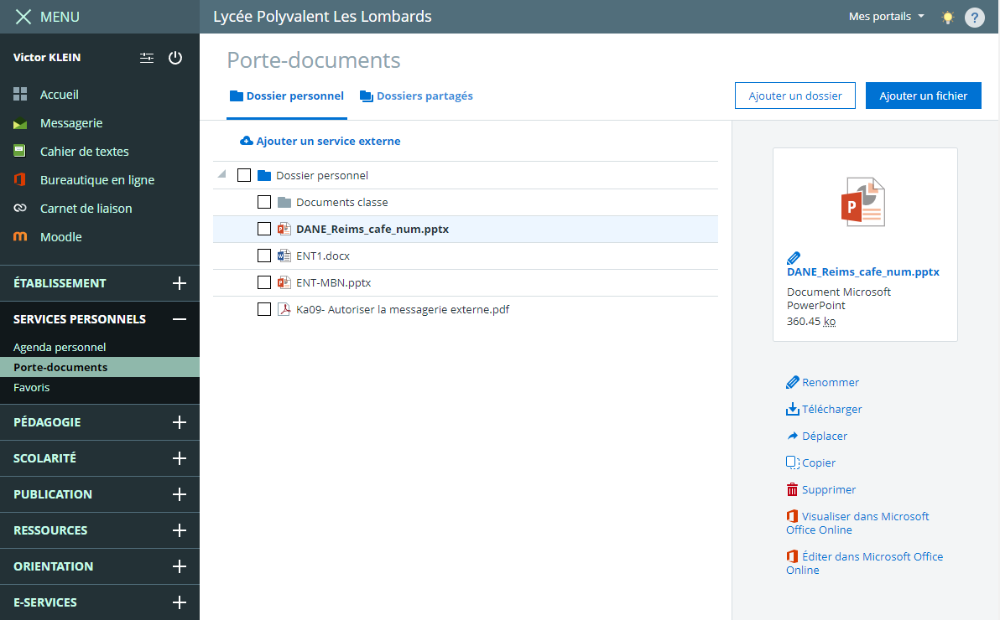 MENU
Lycée Polyvalent Les Lombards
Mes portails
?
Victor KLEIN
Accueil
Messagerie
Cahier de textes
Bureautique en ligne
Carnet de liaison
Moodle
ÉTABLISSEMENT
SERVICES PERSONNELS
Agenda personnel
Porte-documents
Favoris
PÉDAGOGIE
SCOLARITÉ
PUBLICATION
RESSOURCES
ORIENTATION
E-SERVICES
Porte-documents
Dossier personnel
Dossiers partagés
Ajouter un dossier
Ajouter un fichier
Ajouter un service externe
Dossier personnel
Documents classe
DANE_Reims_cafe_num.pptx
ENT1.docx
ENT-MBN.pptx
Ka09- Autoriser la messagerie externe.pdf
P
DANE_Reims_cafe_num.pptx
Document Microsoft
PowerPoint
360.45 ko
Renommer
Télécharger
Déplacer
Copier
Supprimer
Visualiser dans Microsoft
Office Online
Éditer dans Microsoft Office
Online